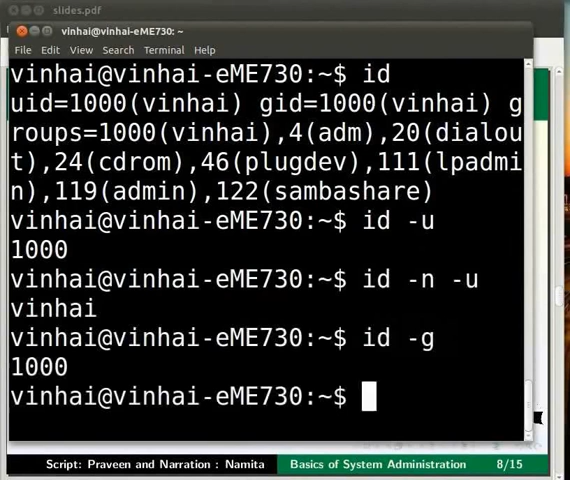 slides.pdf
vinhai@vinhai-eME730: ~
File Edit View Search Terminal Help
vinhai@vinhai-eME730:~$ id
uid=1000(vinhai) gid=1000(vinhai) g
roups=1000(vinhai),4(adm),20(dialou
t),24(cdrom),46(plugdev),111(lpadmi
n),119(admin),122(sambashare)
vinhai@vinhai-eME730:~$ id -u
1000
vinhai@vinhai-eME730:~$ id -n -u
vinhai
vinhai@vinhai-eME730:~$ id -g
1000
vinhai@vinhai-eME730:~$
Script: Praveen and Narration : Namita Basics of System Administration 8/15